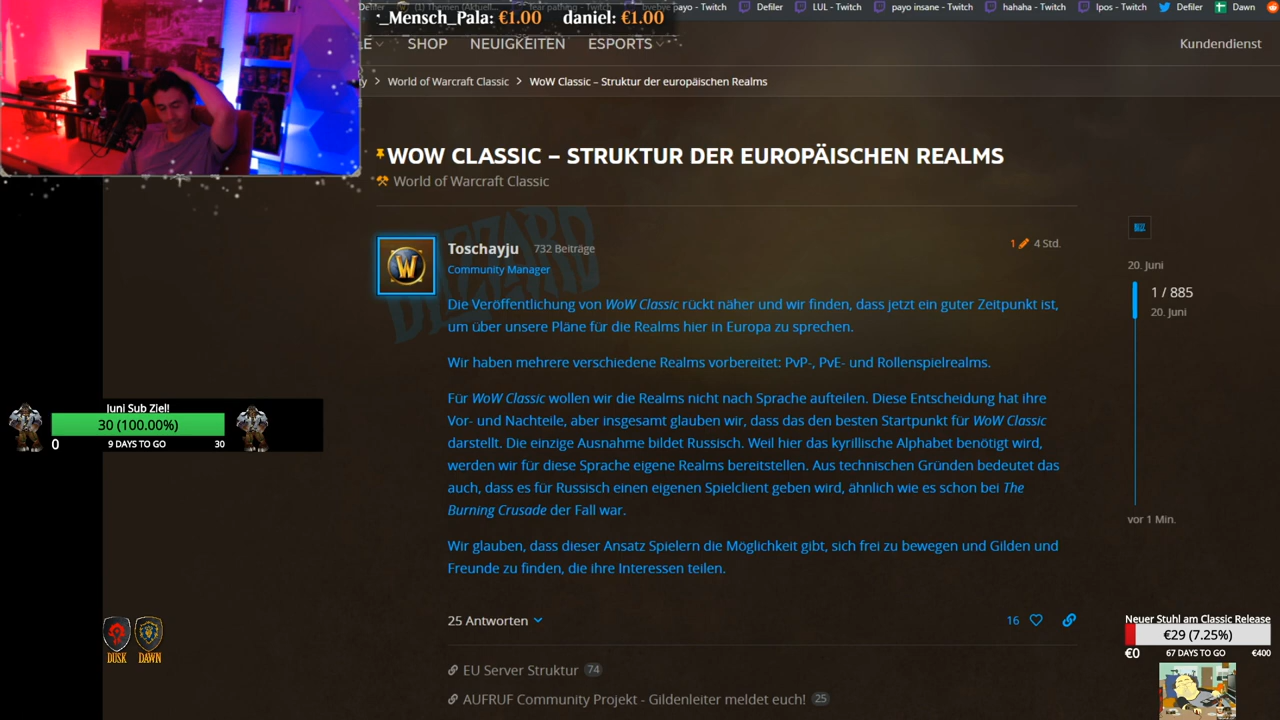 Defiler (1) Themen (Aktuell... Tear pathing - Twitch byebye payo - Twitch Defiler LUL - Twitch payo insane - Twitch hahaha - Twitch lpos - Twitch Defiler Dawn
._Mensch_Pala: €1.00 daniel: €1.00
SHOP NEUIGKEITEN ESPORTS Kundendienst
World of Warcraft Classic > WoW Classic – Struktur der europäischen Realms
WOW CLASSIC – STRUKTUR DER EUROPÄISCHEN REALMS
World of Warcraft Classic
Toschayju 732 Beiträge 1 4 Std.
Community Manager
Die Veröffentlichung von WoW Classic rückt näher und wir finden, dass jetzt ein guter Zeitpunkt ist,
um über unsere Pläne für die Realms hier in Europa zu sprechen.
Wir haben mehrere verschiedene Realms vorbereitet: PvP-, PvE- und Rollenspielrealms.
Für WoW Classic wollen wir die Realms nicht nach Sprache aufteilen. Diese Entscheidung hat ihre
Vor- und Nachteile, aber insgesamt glauben wir, dass das den besten Startpunkt für WoW Classic
darstellt. Die einzige Ausnahme bildet Russisch. Weil hier das kyrillische Alphabet benötigt wird,
werden wir für diese Sprache eigene Realms bereitstellen. Aus technischen Gründen bedeutet das
auch, dass es für Russisch einen eigenen Spielclient geben wird, ähnlich wie es schon bei The
Burning Crusade der Fall war.
Wir glauben, dass dieser Ansatz Spielern die Möglichkeit gibt, sich frei zu bewegen und Gilden und
Freunde zu finden, die ihre Interessen teilen.
25 Antworten 16
EU Server Struktur 74
AUFRUF Community Projekt - Gildenleiter meldet euch! 25
20. Juni
1 / 885
20. Juni
vor 1 Min.
BLIZZARD
Juni Sub Ziel!
30 (100.00%)
0 9 DAYS TO GO 30
DUSK DAWN
Neuer Stuhl am Classic Release
€29 (7.25%)
€0 67 DAYS TO GO €400